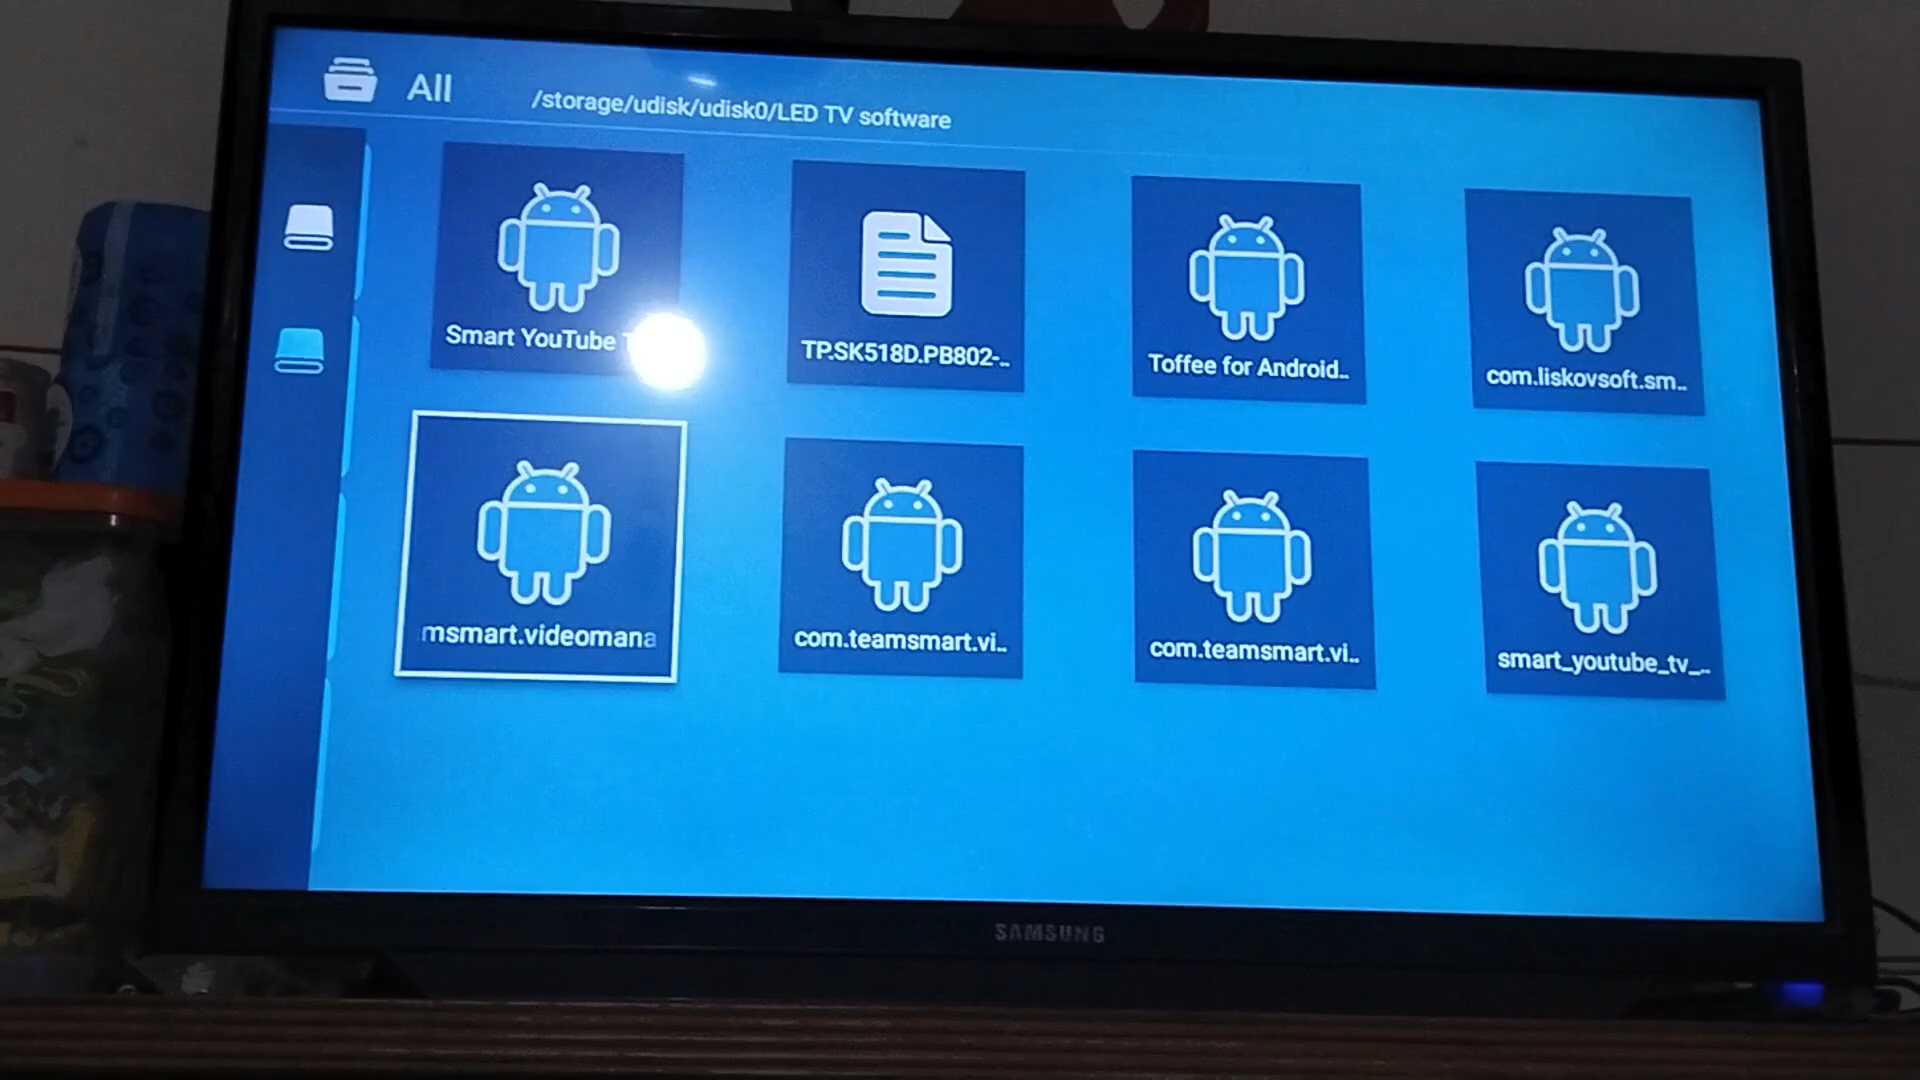 All
/storage/udisk/udisk0/LED TV software
Smart YouTube
TP.SK518D.PB802-..
Toffee for Android..
com.liskovsoft.sm..
msmart.videomana
com.teamsmart.vi..
com.teamsmart.vi..
smart_youtube_tv_..
SAMSUNG